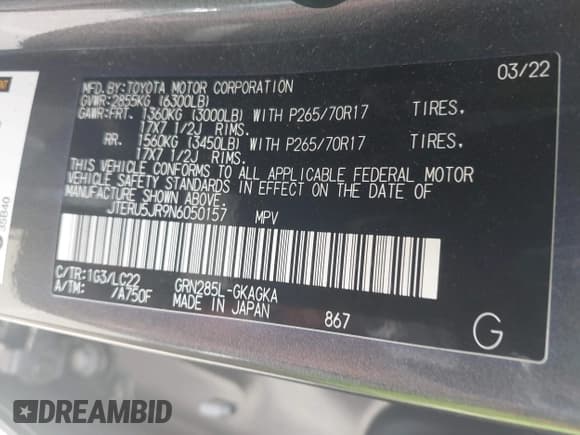 03/22
MFD.BY:TOYOTA MOTOR CORPORATION
GVWR:2855KG (6300LB)
GAWR:FRT. 1360KG (3000LB) WITH P265/70R17 TIRES,
17X7 1/2J RIMS.
RR. 1560KG (3450LB) WITH P265/70R17 TIRES,
17X7 1/2J RIMS.
THIS VEHICLE CONFORMS TO ALL APPLICABLE FEDERAL MOTOR
VEHICLE SAFETY STANDARDS IN EFFECT ON THE DATE OF
MANUFACTURE SHOWN ABOVE.
JTERU5JR9N6050157 MPV
C/TR:1G3/LC22 GRN285L-GKAGKA
A/TM: /A750F MADE IN JAPAN 867 G
35B40
DREAMBID